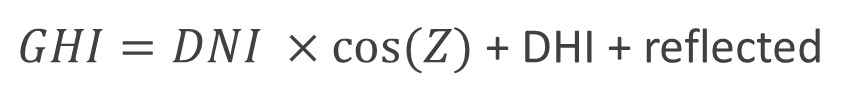 GHI = DNI × cos(Z) + DHI + reflected